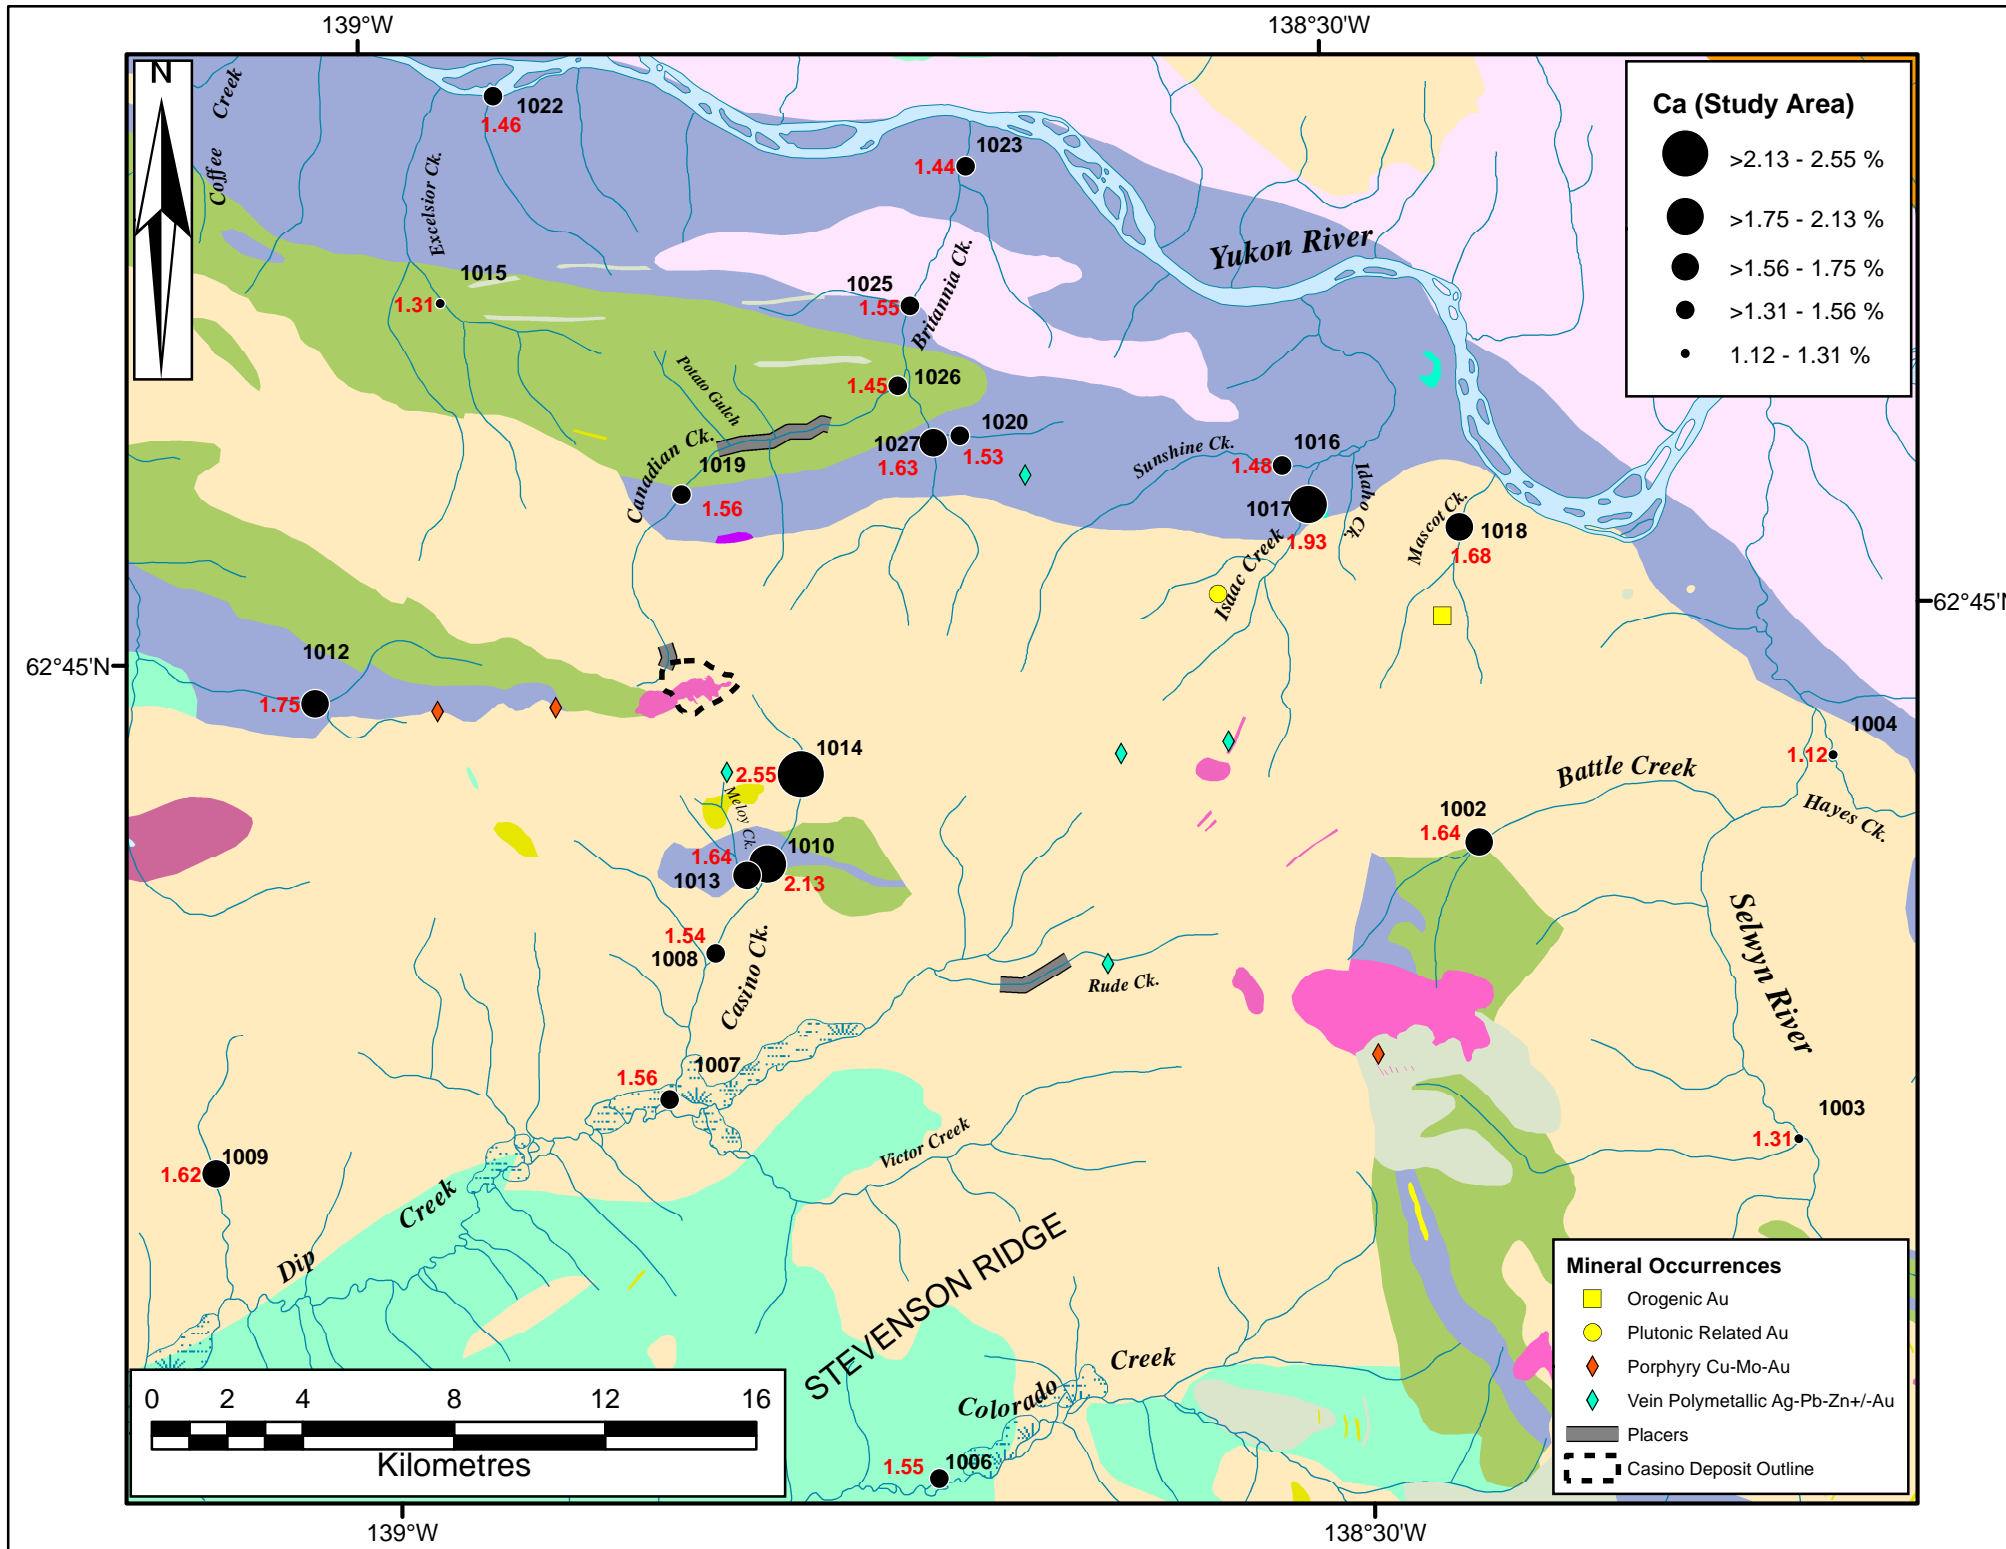 139°W
138°30'W
N
Coffee Creek
1022
1.46
Excelsior Ck.
1023
1.44
Ca (Study Area)
>2.13 - 2.55 %
>1.75 - 2.13 %
>1.56 - 1.75 %
>1.31 - 1.56 %
1.12 - 1.31 %
Yukon River
1015
1.31
1025
1.55
Britannia Ck.
Potato Gulch
1026
1.45
Canadian Ck.
1019
1.56
1027
1.63
1020
1.53
Sunshine Ck.
1016
1.48
1017
1.93
Idaho Ck.
Isaac Creek
Mascot Ck.
1018
1.68
62°45'N
62°45'N
1012
1.75
1014
2.55
Meloy Ck.
1004
1.12
Battle Creek
Hayes Ck.
1002
1.64
1010
2.13
1.64
1013
1.54
1008
Casino Ck.
Rude Ck.
Selwyn River
1007
1.56
1003
1.31
1009
1.62
Victor Creek
Dip Creek
STEVENSON RIDGE
Colorado Creek
1006
1.55
0 2 4 8 12 16
Kilometres
Mineral Occurrences
Orogenic Au
Plutonic Related Au
Porphyry Cu-Mo-Au
Vein Polymetallic Ag-Pb-Zn+/-Au
Placers
Casino Deposit Outline
139°W
138°30'W